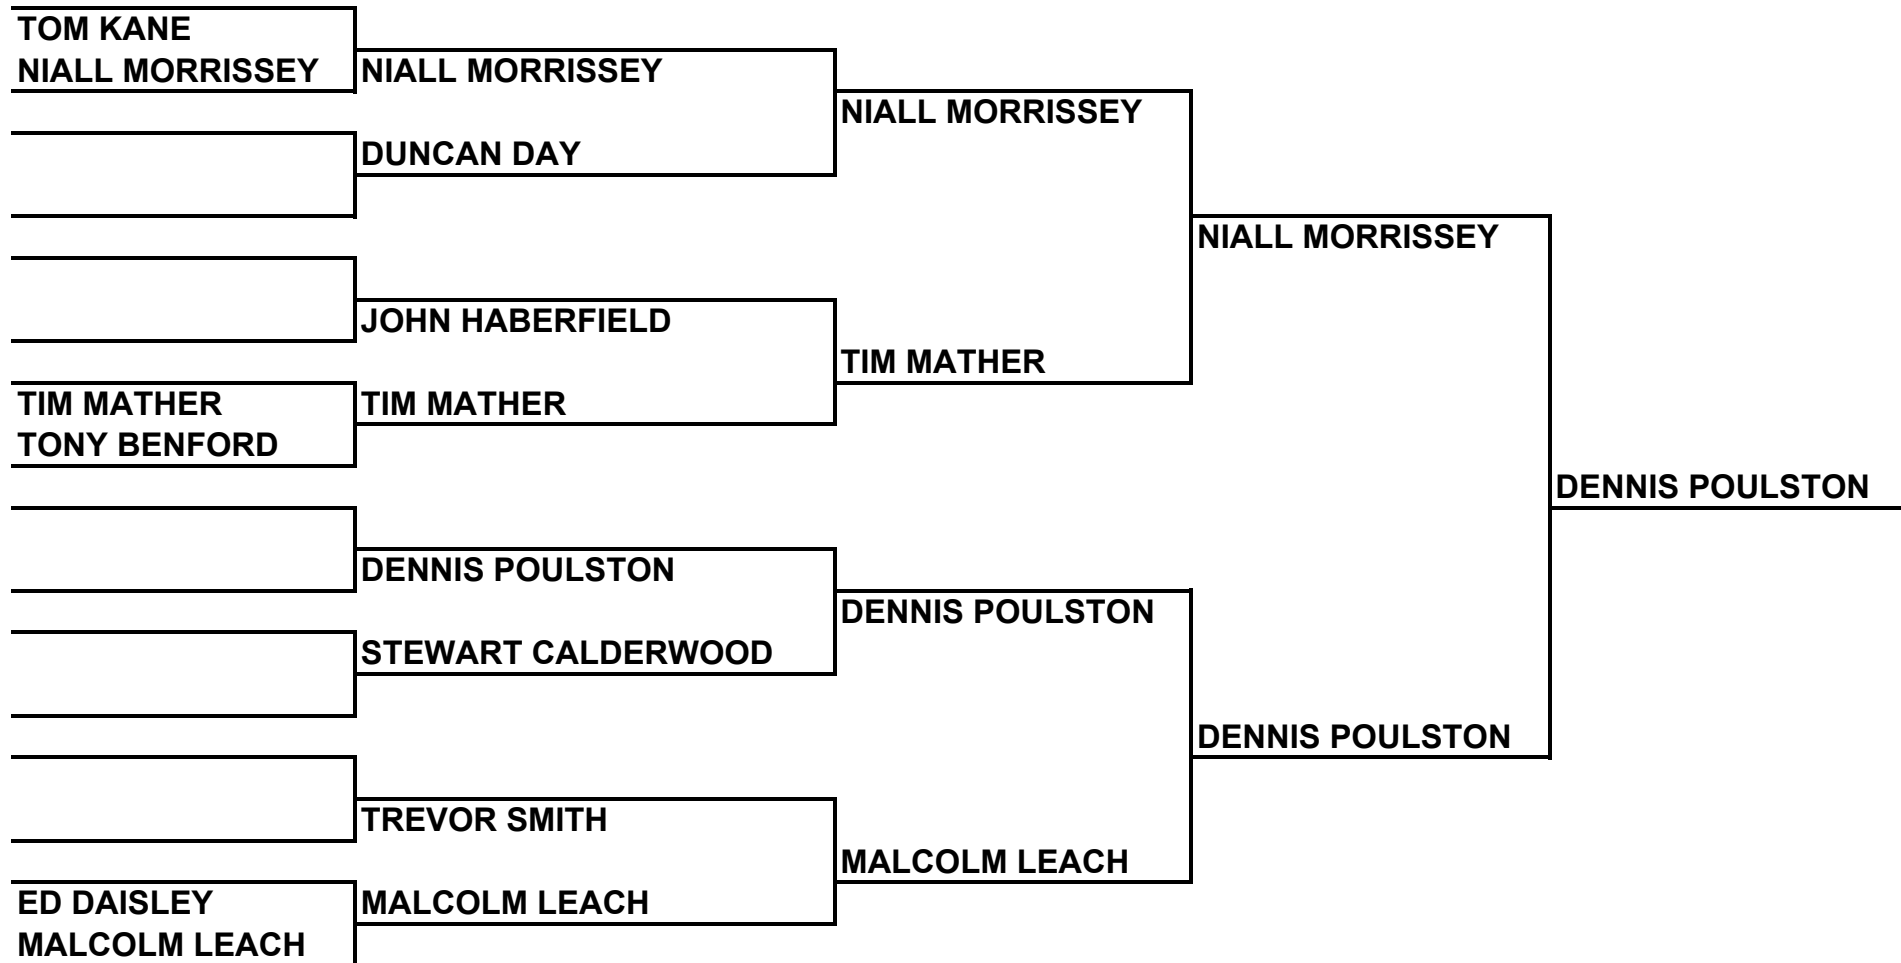 TOM KANE
NIALL MORRISSEY
NIALL MORRISSEY
NIALL MORRISSEY
DUNCAN DAY
NIALL MORRISSEY
JOHN HABERFIELD
TIM MATHER
TIM MATHER
TONY BENFORD
TIM MATHER
DENNIS POULSTON
DENNIS POULSTON
DENNIS POULSTON
STEWART CALDERWOOD
DENNIS POULSTON
TREVOR SMITH
MALCOLM LEACH
ED DAISLEY
MALCOLM LEACH
MALCOLM LEACH